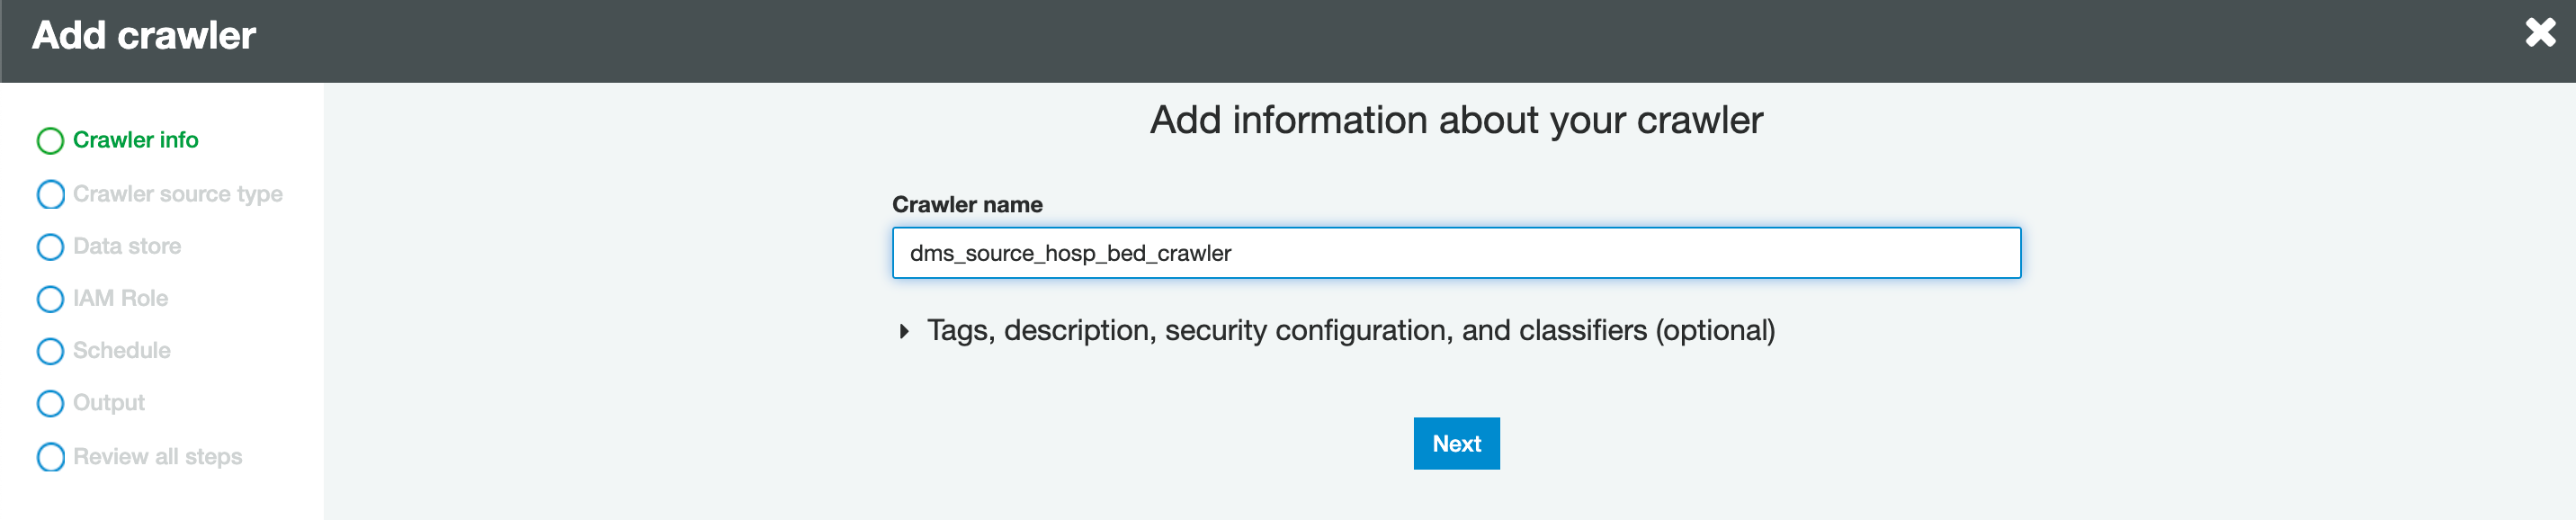 Add crawler
Crawler info
Crawler source type
Data store
IAM Role
Schedule
Output
Review all steps
Add information about your crawler
Crawler name
dms_source_hosp_bed_crawler
Tags, description, security configuration, and classifiers (optional)
Next